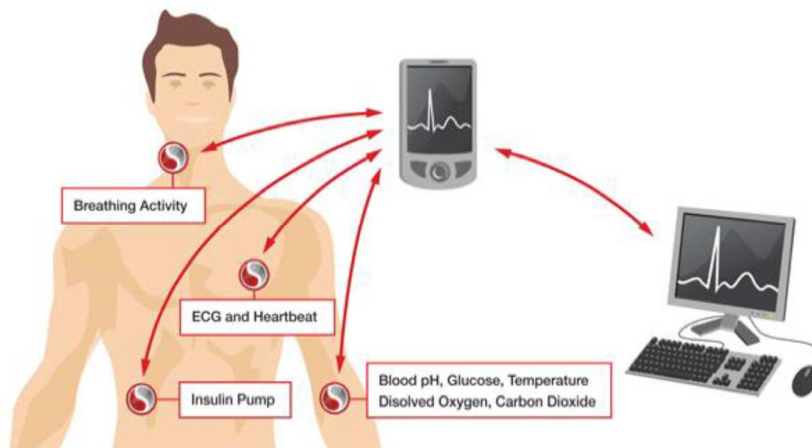 Breathing Activity
ECG and Heartbeat
Insulin Pump
Blood pH, Glucose, Temperature
Disolved Oxygen, Carbon Dioxide